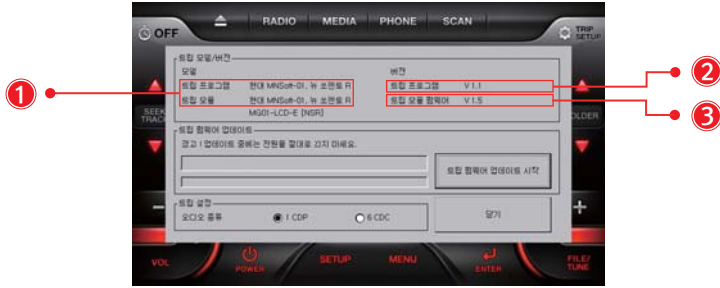 RADIO MEDIA PHONE SCAN
OFF
TRIP
SETUP
트립 모델/버전
모델 버전
트립 프로그램 현대 MNSoft-01, 뉴 쏘렌토 R 트립 프로그램 V 1.1
트립 모듈 현대 MNSoft-01, 뉴 쏘렌토 R 트립 모듈 펌웨어 V 1.5
MG01-LCD-E [NSR]
1
2
3
SEEK
TRACK
OLDER
트립 펌웨어 업데이트
경고 ! 업데이트 중에는 전원을 절대로 끄지 마세요.
트립 펌웨어 업데이트 시작
트립 설정
오디오 종류 1 CDP 6 CDC
닫기
VOL POWER SETUP MENU ENTER FILE/
TUNE